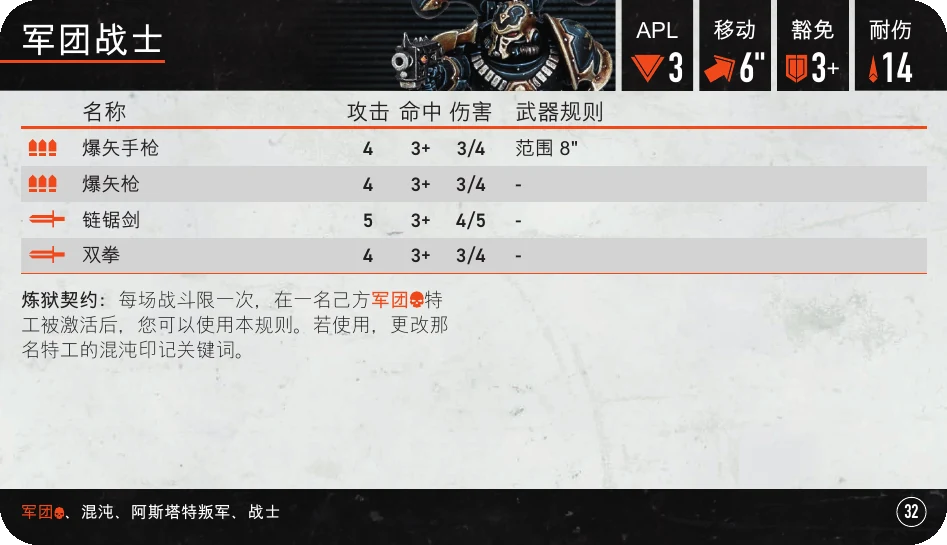 军团战士
APL 移动 豁免 耐伤
3 6" 3+ 14
名称 攻击 命中 伤害 武器规则
爆矢手枪 4 3+ 3/4 范围 8"
爆矢枪 4 3+ 3/4 -
链锯剑 5 3+ 4/5 -
双拳 4 3+ 3/4 -
炼狱契约：每场战斗限一次，在一名己方军团特
工被激活后，您可以使用本规则。若使用，更改那
名特工的混沌印记关键词。
军团、混沌、阿斯塔特叛军、战士
32